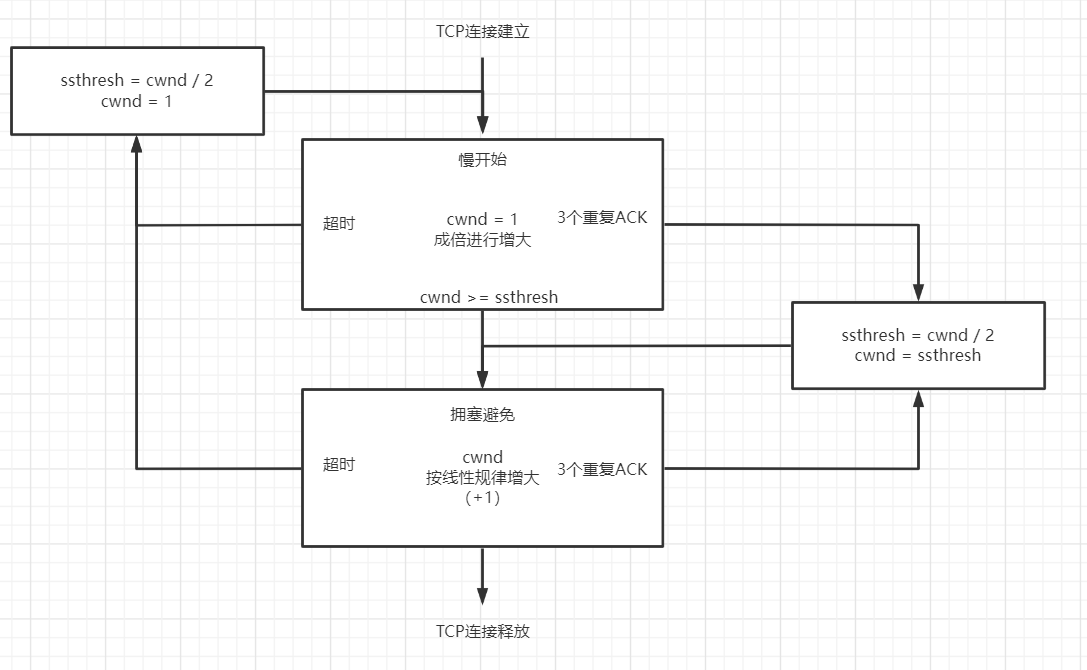 TCP连接建立
ssthresh = cwnd / 2
cwnd = 1
慢开始
超时
cwnd = 1
成倍进行增大
3个重复ACK
cwnd >= ssthresh
ssthresh = cwnd / 2
cwnd = ssthresh
拥塞避免
超时
cwnd
按线性规律增大
（+1）
3个重复ACK
TCP连接释放